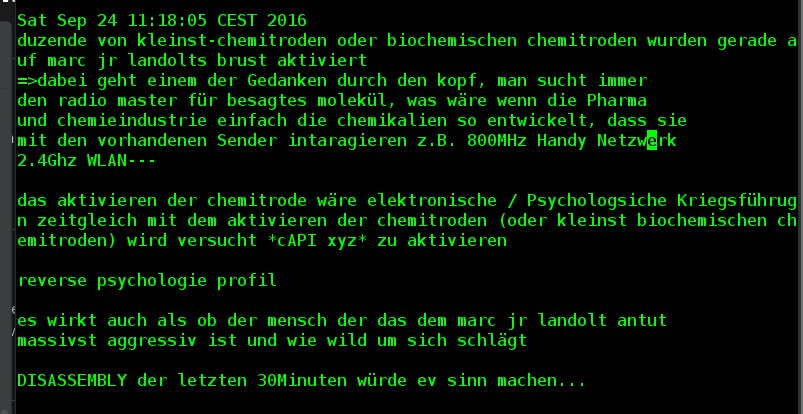 Sat Sep 24 11:18:05 CEST 2016
duzende von kleinst-chemitroden oder biochemischen chemitroden wurden gerade a
uf marc jr landolts brust aktiviert
=>dabei geht einem der Gedanken durch den kopf, man sucht immer
den radio master für besagtes molekül, was wäre wenn die Pharma
und chemieindustrie einfach die chemikalien so entwickelt, dass sie
mit den vorhandenen Sender intaragieren z.B. 800MHz Handy Netzwerk
2.4Ghz WLAN---
das aktivieren der chemitrode wäre elektronische / Psychologsiche Kriegsführug
n zeitgleich mit dem aktivieren der chemitroden (oder kleinst biochemischen ch
emitroden) wird versucht *cAPI xyz* zu aktivieren
reverse psychologie profil
es wirkt auch als ob der mensch der das dem marc jr landolt antut
massivst aggressiv ist und wie wild um sich schlägt
DISASSEMBLY der letzten 30Minuten würde ev sinn machen...